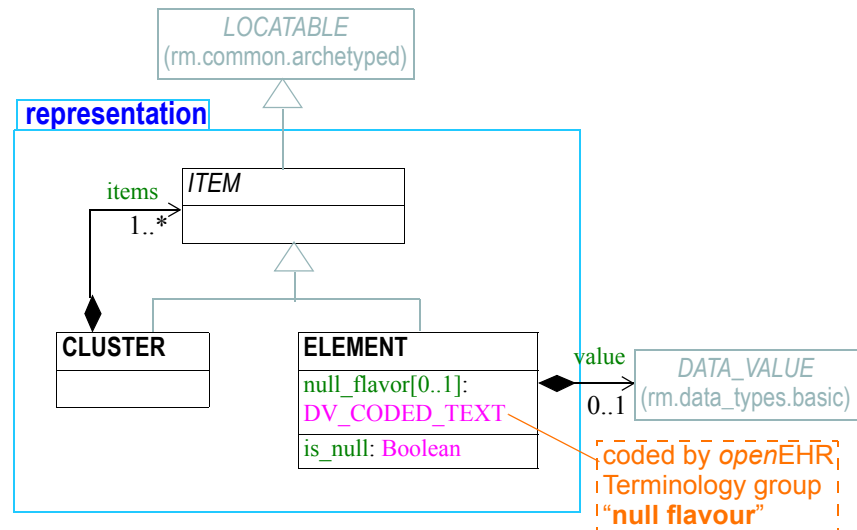 LOCATABLE
(rm.common.archetyped)
representation
ITEM
items
1..*
CLUSTER
ELEMENT
null_flavor[0..1]:
DV_CODED_TEXT
is_null: Boolean
value
0..1
DATA_VALUE
(rm.data_types.basic)
coded by openEHR
Terminology group
“null flavour”